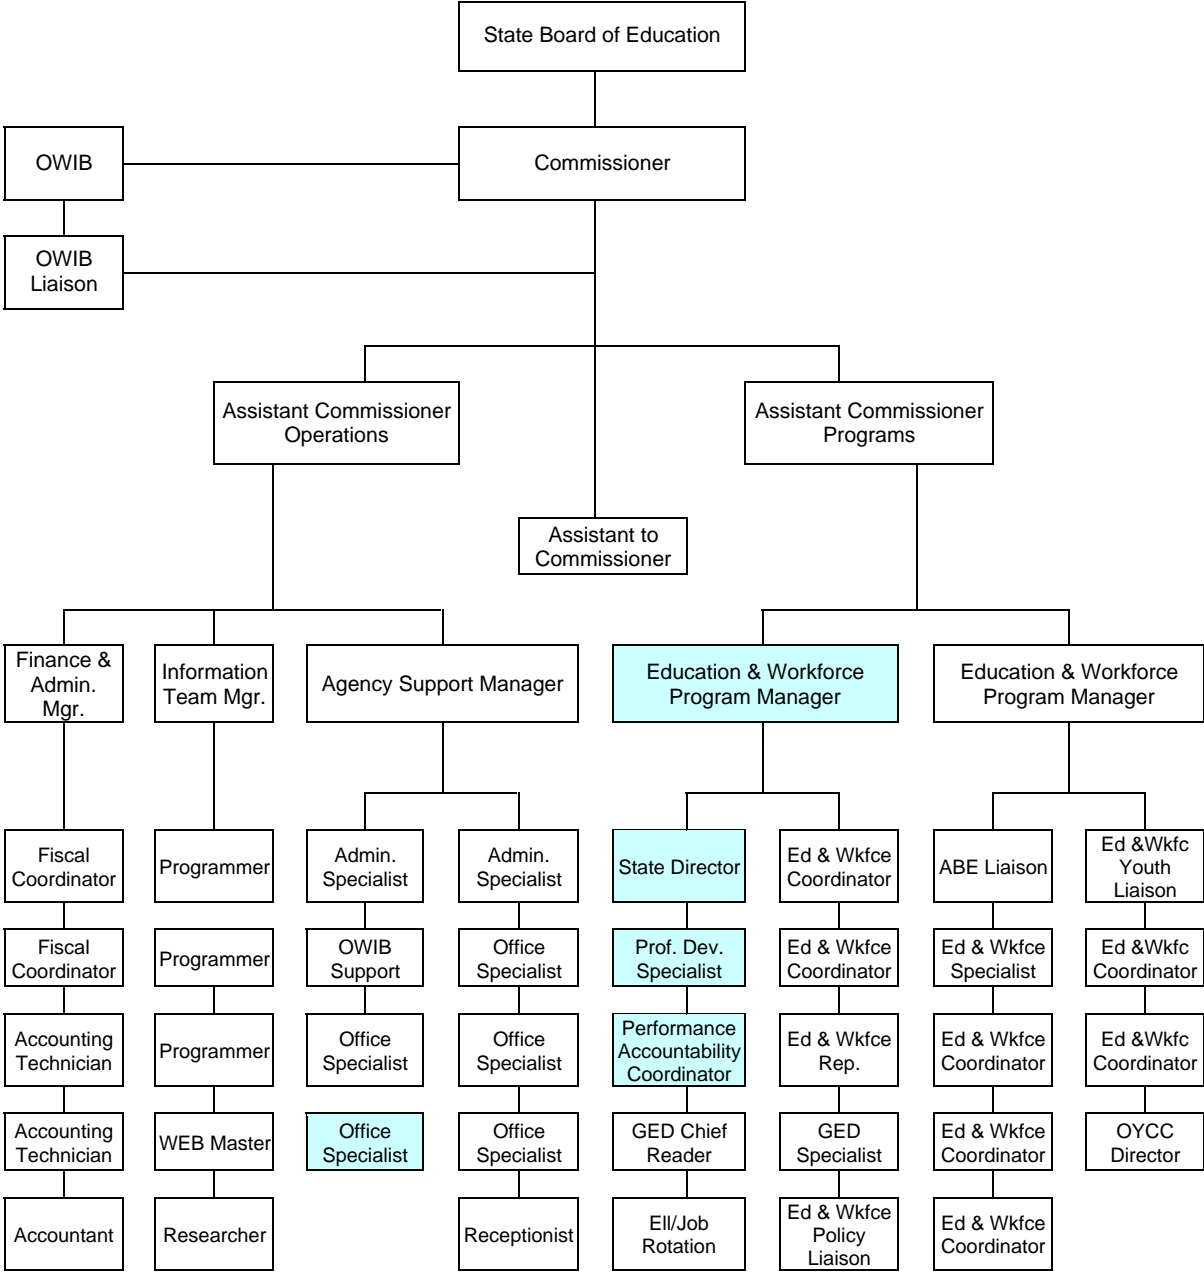 State Board of Education
OWIB
Commissioner
OWIB
Liaison
Assistant Commissioner
Operations
Assistant Commissioner
Programs
Assistant to
Commissioner
Finance &
Admin.
Mgr.
Information
Team Mgr.
Agency Support Manager
Education & Workforce
Program Manager
Education & Workforce
Program Manager
Fiscal
Coordinator
Programmer
Admin.
Specialist
Admin.
Specialist
State Director
Ed & Wkfce
Coordinator
ABE Liaison
Ed &Wkfc
Youth
Liaison
Fiscal
Coordinator
Programmer
OWIB
Support
Office
Specialist
Prof. Dev.
Specialist
Ed & Wkfce
Coordinator
Ed & Wkfce
Specialist
Ed &Wkfc
Coordinator
Accounting
Technician
Programmer
Office
Specialist
Office
Specialist
Performance
Accountability
Coordinator
Ed & Wkfce
Rep.
Ed & Wkfce
Coordinator
Ed &Wkfc
Coordinator
Accounting
Technician
WEB Master
Office
Specialist
Office
Specialist
GED Chief
Reader
GED
Specialist
Ed & Wkfce
Coordinator
OYCC
Director
Accountant
Researcher
Receptionist
Ell/Job
Rotation
Ed & Wkfce
Policy
Liaison
Ed & Wkfce
Coordinator